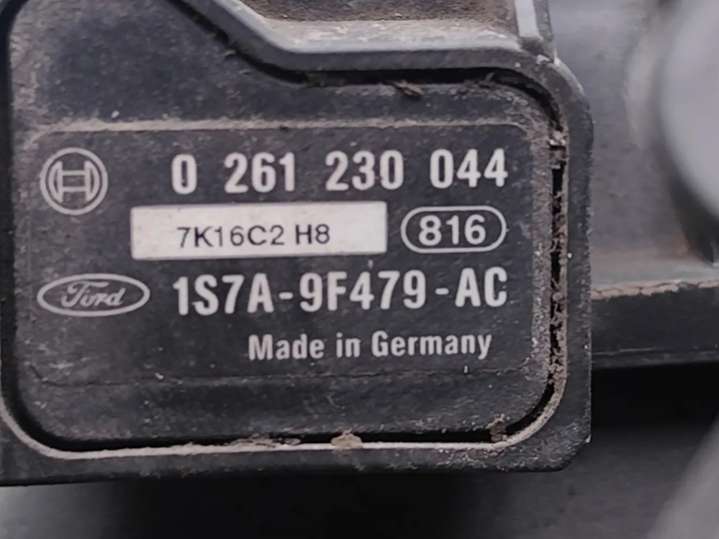 0 261 230 044
7K16C2 H8 816
Ford 1S7A-9F479-AC
Made in Germany